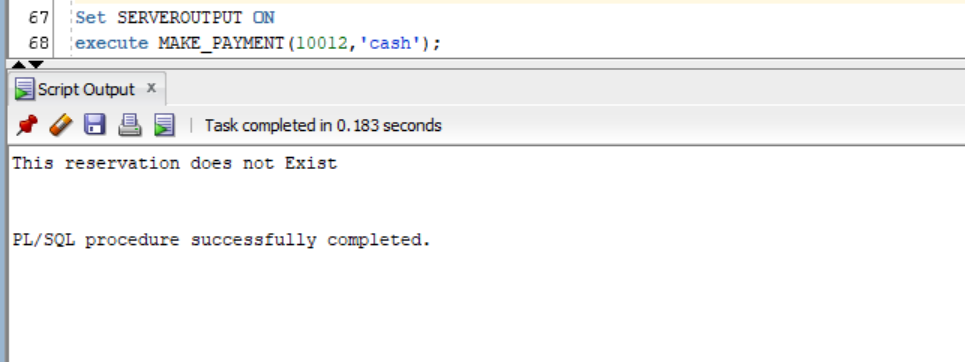 67 Set SERVEROUTPUT ON
68 execute MAKE_PAYMENT(10012,'cash');
Script Output x
Task completed in 0.183 seconds
This reservation does not Exist
PL/SQL procedure successfully completed.